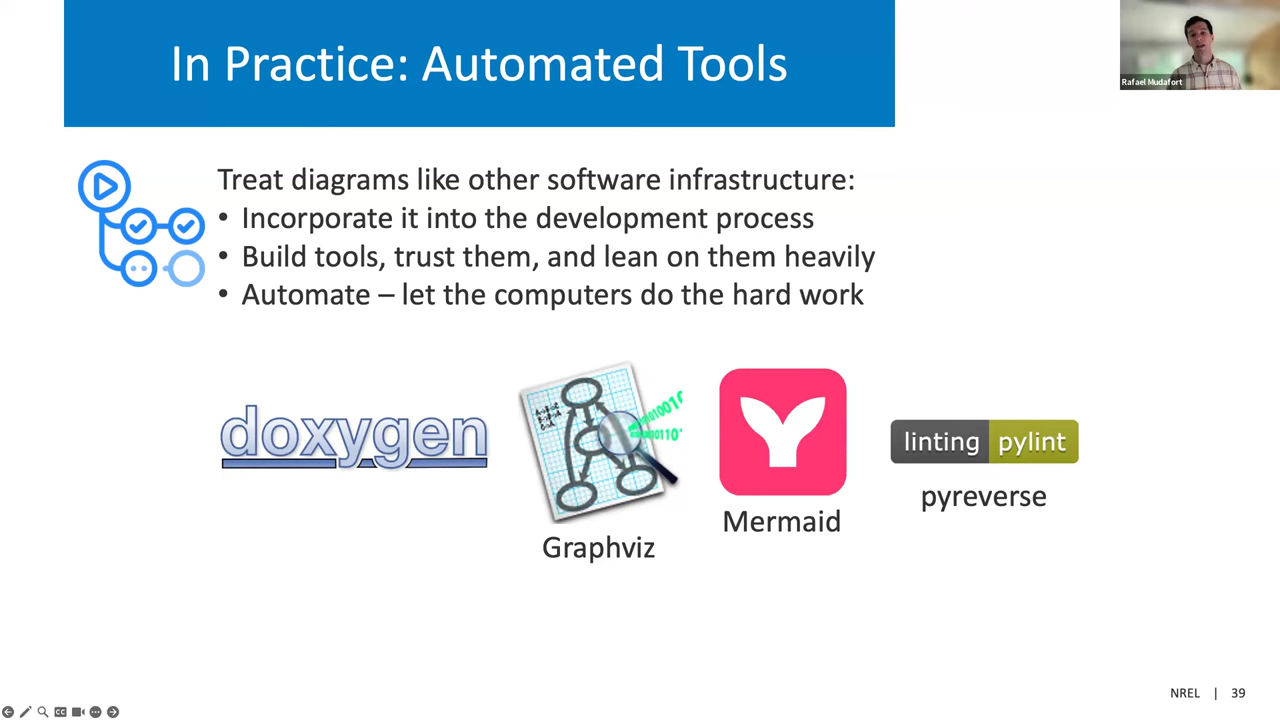 In Practice: Automated Tools
Rafael Mudafort
Treat diagrams like other software infrastructure:
• Incorporate it into the development process
• Build tools, trust them, and lean on them heavily
• Automate – let the computers do the hard work
doxygen
linting pylint
pyreverse
Mermaid
Graphviz
NREL | 39